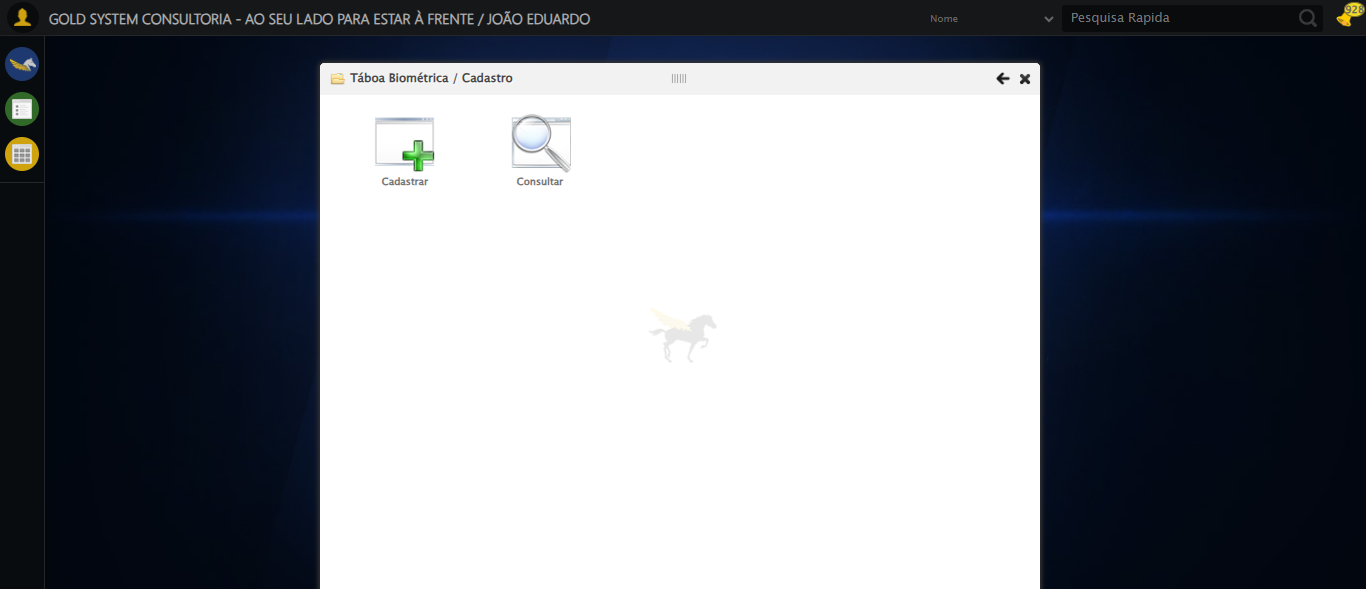 GOLD SYSTEM CONSULTORIA - AO SEU LADO PARA ESTAR À FRENTE / JOÃO EDUARDO
Nome
Pesquisa Rapida
928
Táboa Biométrica / Cadastro
Cadastrar
Consultar